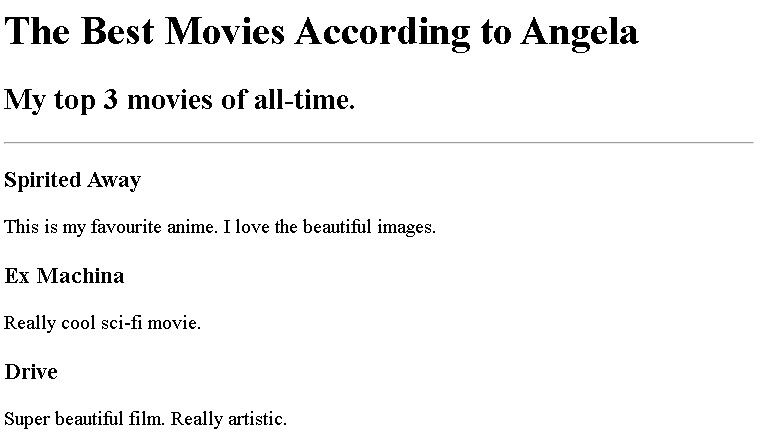 The Best Movies According to Angela
My top 3 movies of all-time.
Spirited Away
This is my favourite anime. I love the beautiful images.
Ex Machina
Really cool sci-fi movie.
Drive
Super beautiful film. Really artistic.